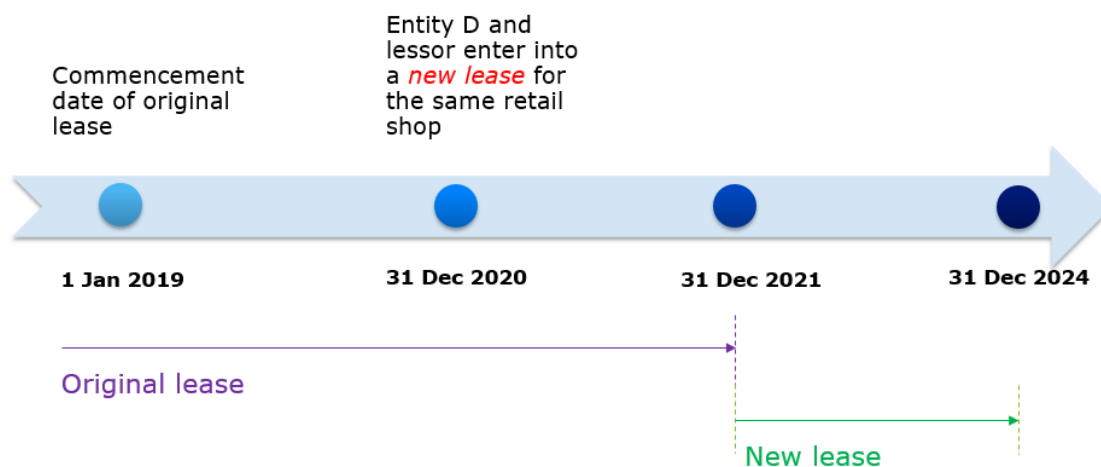 Commencement
date of original
lease
Entity D and
lessor enter into
a new lease for
the same retail
shop
1 Jan 2019
31 Dec 2020
31 Dec 2021
31 Dec 2024
Original lease
New lease